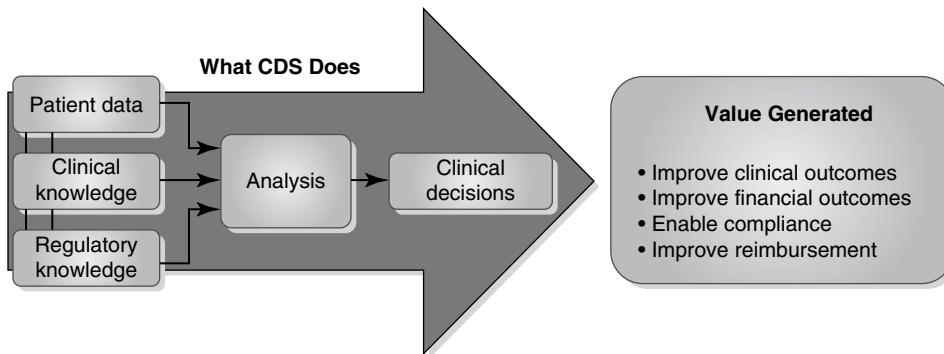 What CDS Does
Patient data
Clinical
knowledge
Regulatory
knowledge
Analysis
Clinical
decisions
Value Generated
• Improve clinical outcomes
• Improve financial outcomes
• Enable compliance
• Improve reimbursement